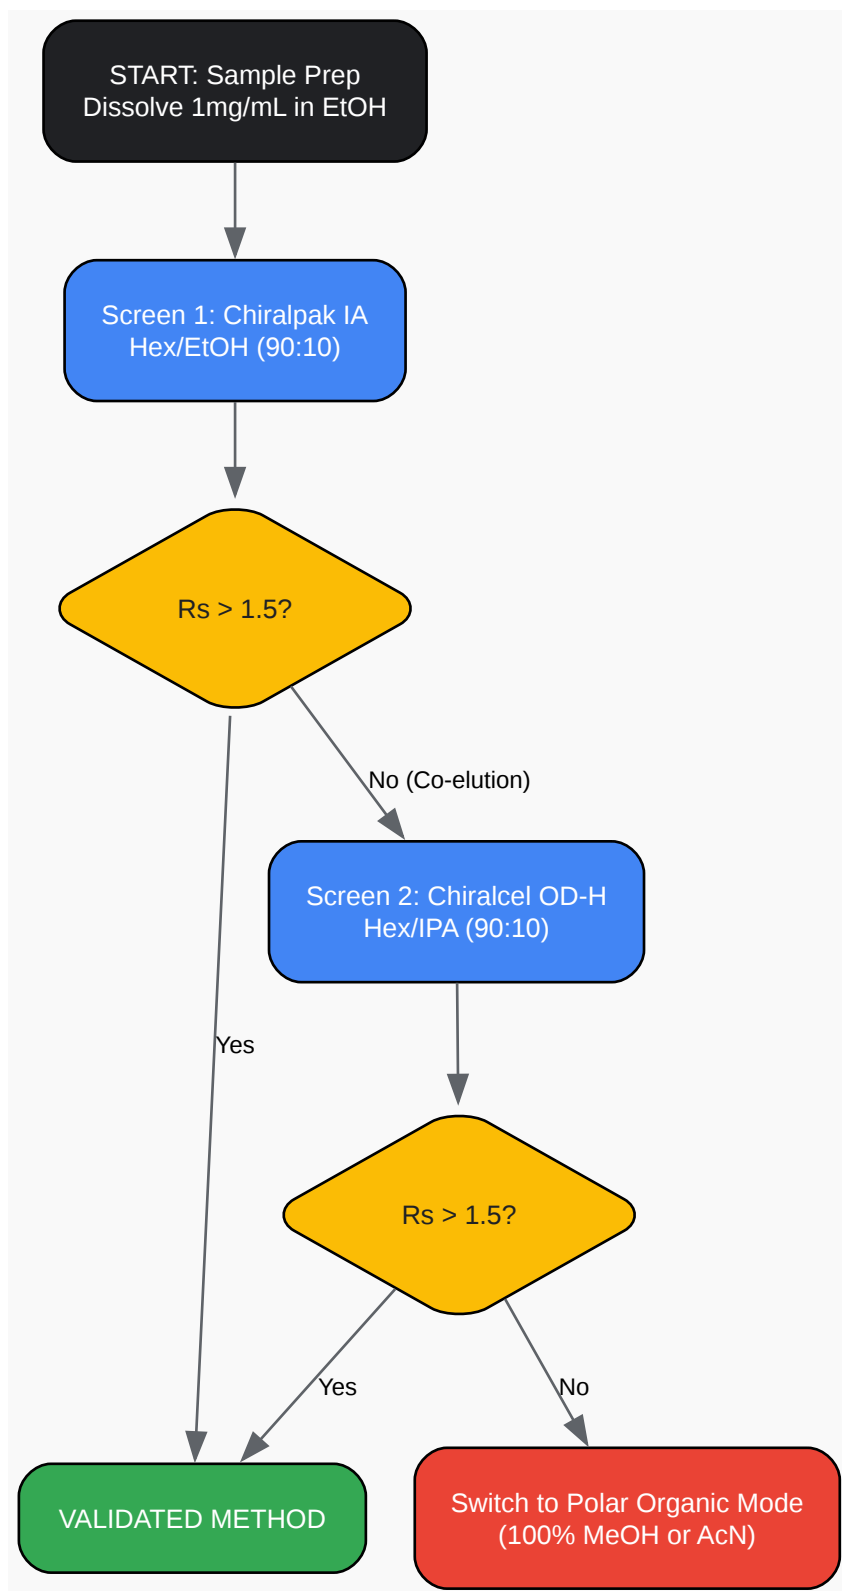 START: Sample Prep
Dissolve 1mg/mL in EtOH
Screen 1: Chiralpak IA
Hex/EtOH (90:10)
Rs > 1.5?
No (Co-elution)
Screen 2: Chiralcel OD-H
Hex/IPA (90:10)
Yes
Rs > 1.5?
Yes
No
VALIDATED METHOD
Switch to Polar Organic Mode
(100% MeOH or AcN)